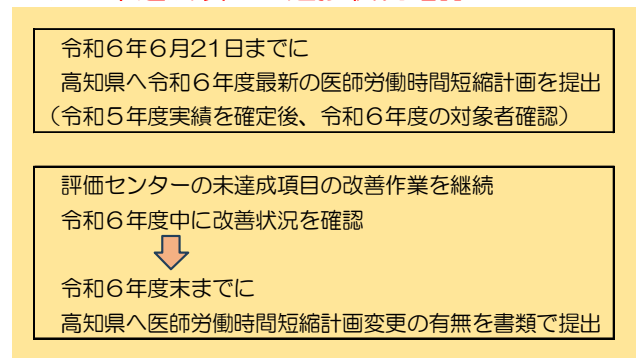 令和６年６月21日までに
高知県へ令和６年度最新の医師労働時間短縮計画を提出
（令和５年度実績を確定後、令和６年度の対象者確認）
評価センターの未達成項目の改善作業を継続
令和６年度中に改善状況を確認
令和６年度末までに
高知県へ医師労働時間短縮計画変更の有無を書類で提出